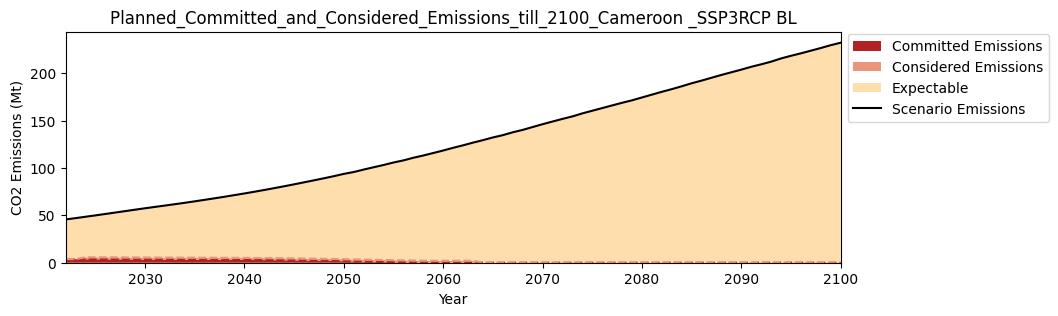 Planned_Committed_and_Considered_Emissions_till_2100_Cameroon _SSP3RCP BL
CO2 Emissions (Mt)
200
150
100
50
0
2030 2040 2050 2060 2070 2080 2090 2100
Year
Committed Emissions
Considered Emissions
Expectable
Scenario Emissions